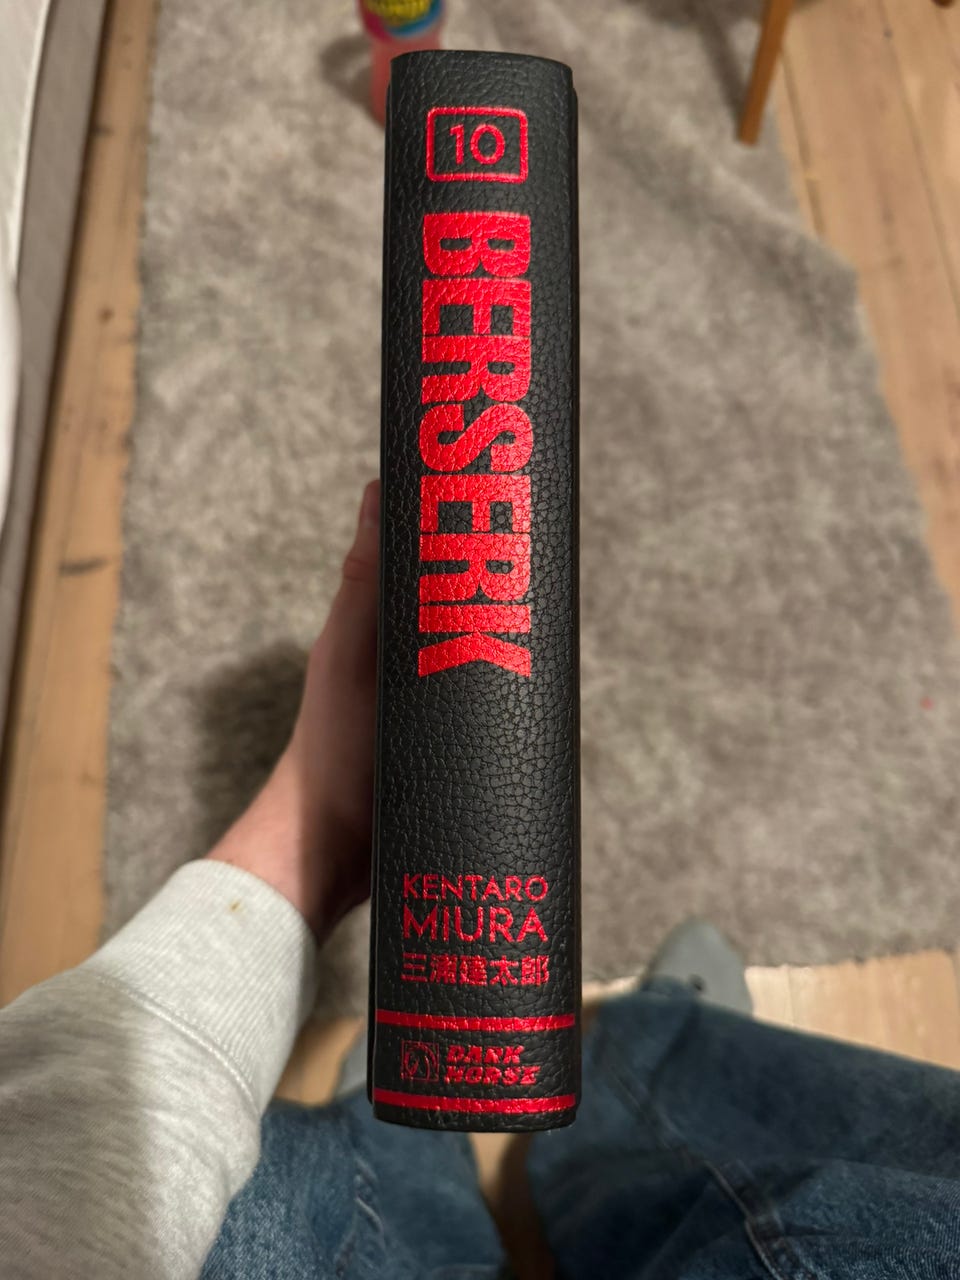 10
BERSERK
KENTARO
MIURA
三浦建太郎
DARK
HORSE